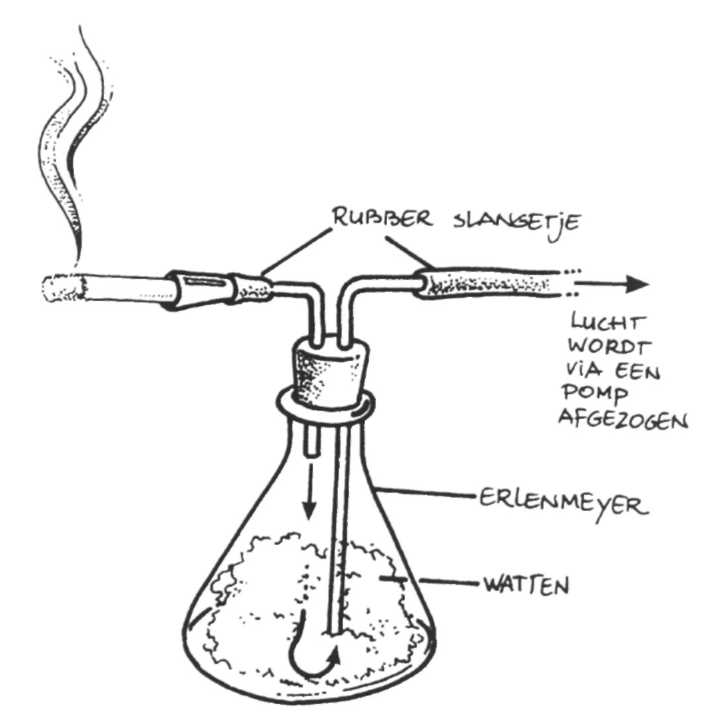 RUBBER SLANGETJE
LUCHT
WORDT
VIA EEN
POMP
AFGEZOGEN
ERLENMEYER
WATTEN